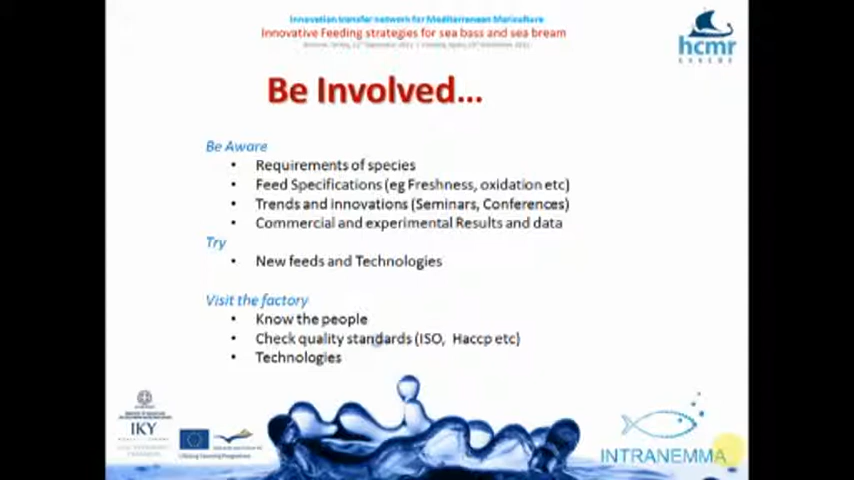 Innovation transfer network for Mediterranean Mariculture
Innovative Feeding strategies for sea bass and sea bream
hcmr
Be Involved...
Be Aware
• Requirements of species
• Feed Specifications (eg Freshness, oxidation etc)
• Trends and innovations (Seminars, Conferences)
• Commercial and experimental Results and data
Try
• New feeds and Technologies
Visit the factory
• Know the people
• Check quality standards (ISO, Haccp etc)
• Technologies
IKY
Lifelong Learning Programme
INTRANEMMA